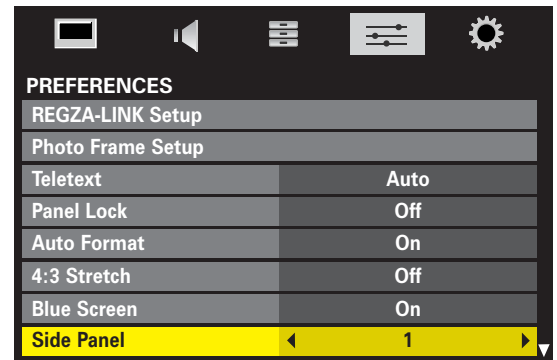 PREFERENCES
REGZA-LINK Setup
Photo Frame Setup
Teletext Auto
Panel Lock Off
Auto Format On
4:3 Stretch Off
Blue Screen On
Side Panel 1